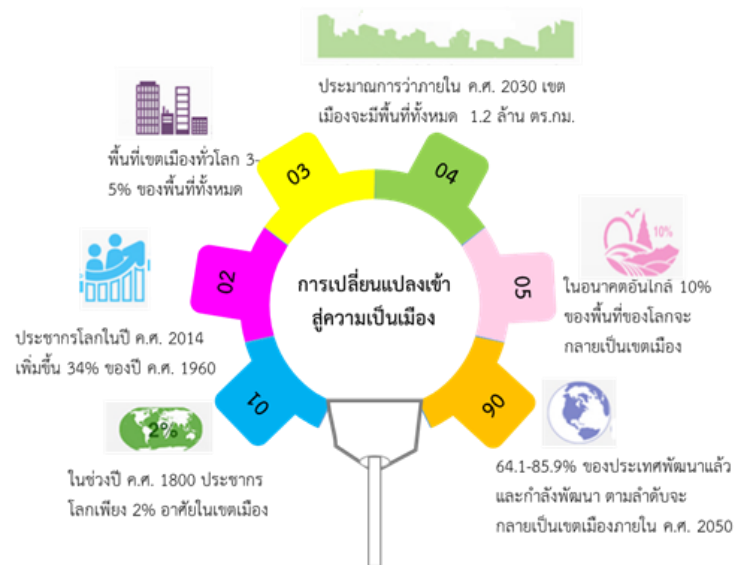 ประมาณการว่าภายใน ค.ศ. 2030 เขต
เมืองจะมีพื้นที่ทั้งหมด 1.2 ล้าน ตร.กม.
พื้นที่เขตเมืองทั่วโลก 3-
5% ของพื้นที่ทั้งหมด
03
04
10%
02
05
การเปลี่ยนแปลงเข้า
สู่ความเป็นเมือง
ในอนาคตอันใกล้ 10%
ของพื้นที่ของโลกจะ
กลายเป็นเขตเมือง
ประชากรโลกในปี ค.ศ. 2014
เพิ่มขึ้น 34% ของปี ค.ศ. 1960
01
06
2%
ในช่วงปี ค.ศ. 1800 ประชากร
โลกเพียง 2% อาศัยในเขตเมือง
64.1-85.9% ของประเทศพัฒนาแล้ว
และกำลังพัฒนา ตามลำดับจะ
กลายเป็นเขตเมืองภายใน ค.ศ. 2050